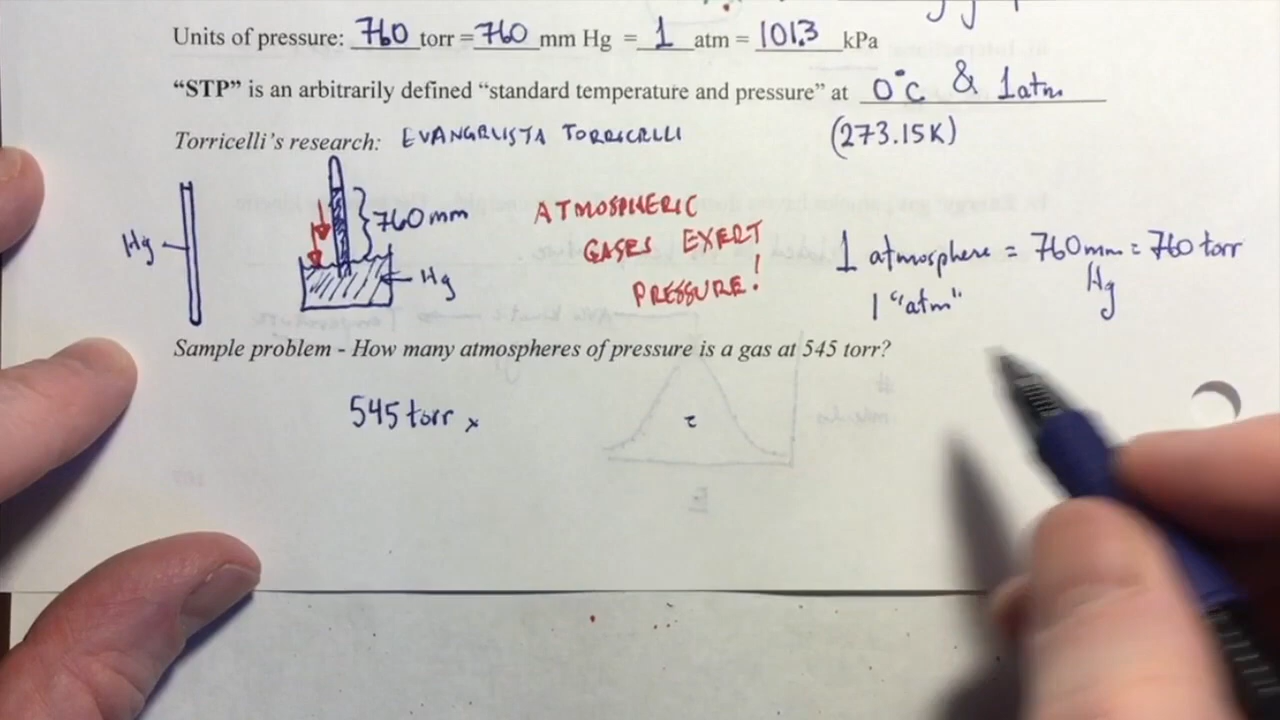 Units of pressure: 760 torr = 760 mm Hg = 1 atm = 101.3 kPa
“STP” is an arbitrarily defined “standard temperature and pressure” at 0°C & 1atm
(273.15K)
Torricelli’s research: EVANGELISTA TORRICELLI
760 mm
Hg
Hg
ATMOSPHERIC
GASES EXERT
PRESSURE!
1 atmosphere = 760mm = 760 torr
Hg
1 “atm”
Sample problem - How many atmospheres of pressure is a gas at 545 torr?
545 torr x =